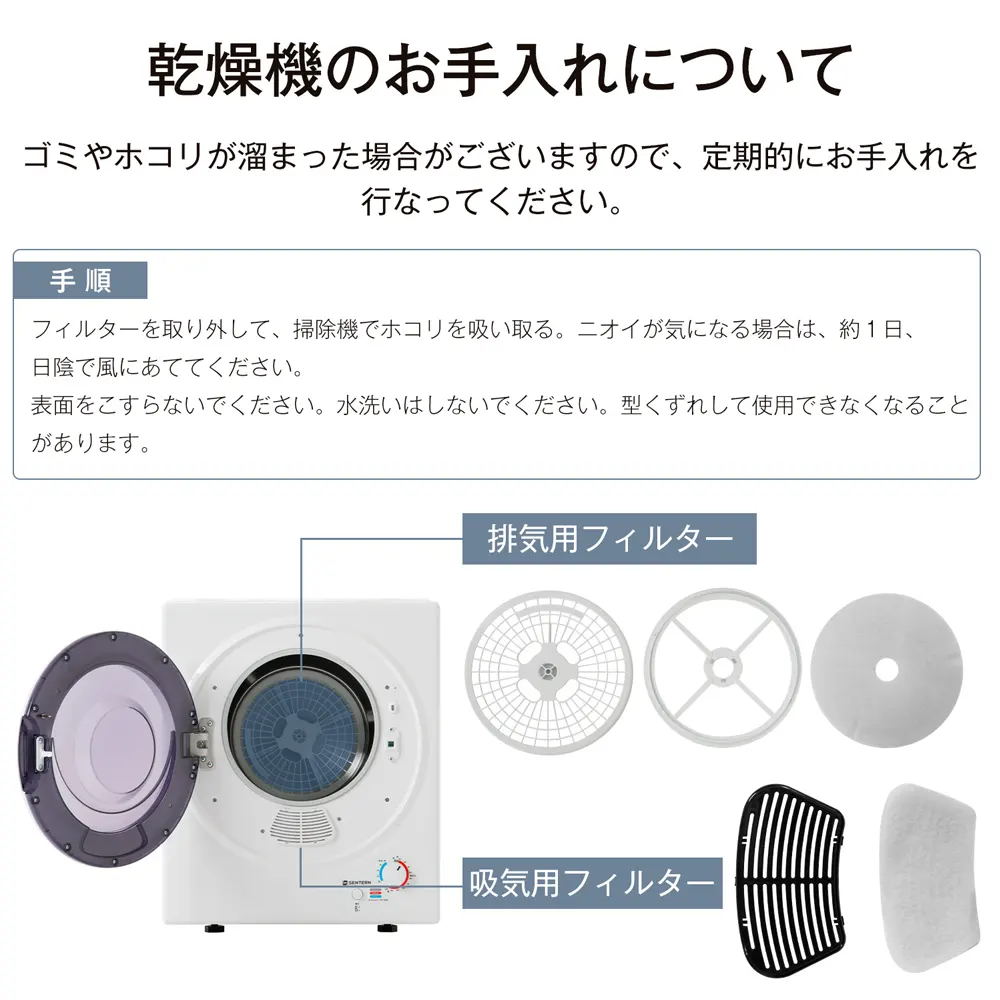 乾燥機のお手入れについて
ゴミやホコリが溜まった場合がございますので、定期的にお手入れを
行なってください。
手順
フィルターを取り外して、掃除機でホコリを吸い取る。ニオイが気になる場合は、約1日、
日陰で風にあててください。
表面をこすらないでください。水洗いはしないでください。型くずれして使用できなくなること
があります。
排気用フィルター
吸気用フィルター
SENTERN